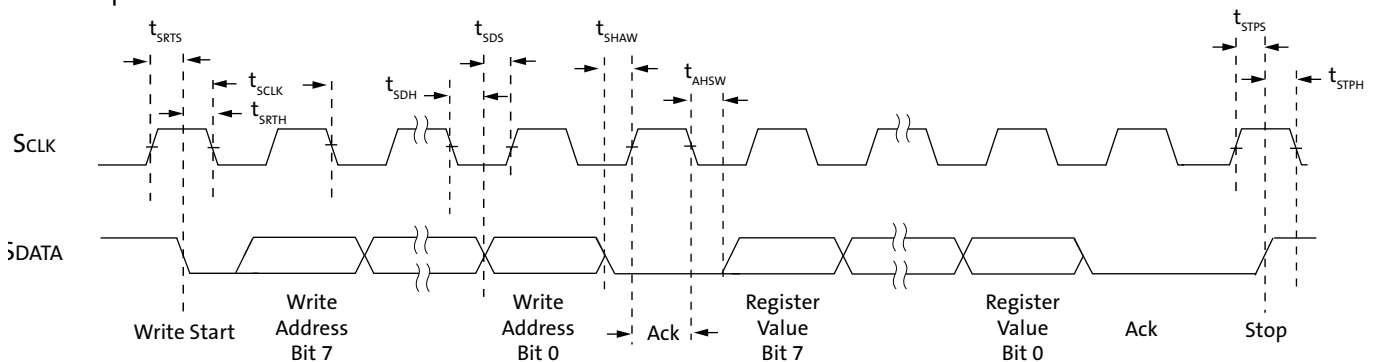 tSRTS
tSDS
tSHAW
tSTPS
tSCLK
tSDH
tAHSW
tSTPH
tSRTH
SCLK
SDATA
Write Start
Write
Address
Bit 7
Write
Address
Bit 0
Ack
Register
Value
Bit 7
Register
Value
Bit 0
Ack
Stop